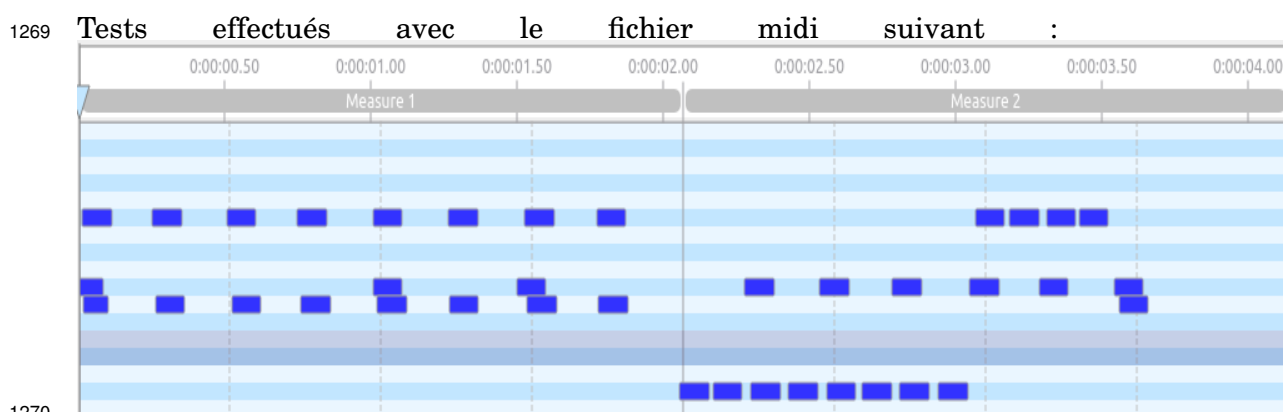 1269 Tests effectués avec le fichier midi suivant :
0:00:00.50 0:00:01.00 0:00:01.50 0:00:02.00 0:00:02.50 0:00:03.00 0:00:03.50 0:00:04.00
Measure 1 Measure 2
1270